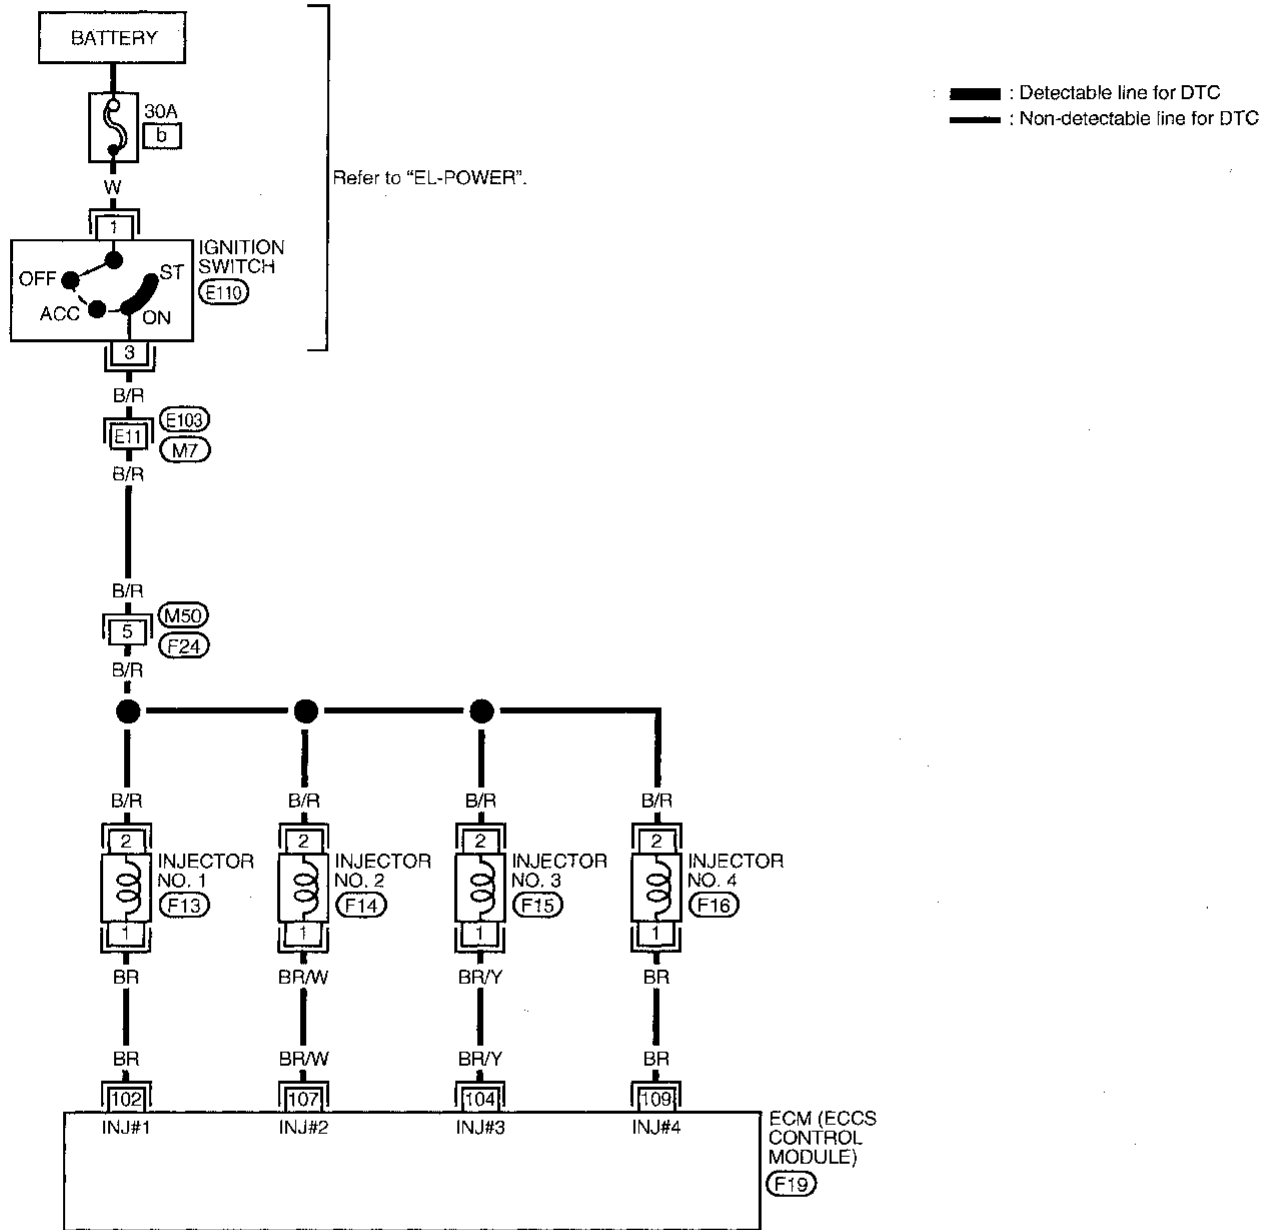 BATTERY
30A
b
W
1
IGNITION
SWITCH
E110
OFF
ST
ACC
ON
3
B/R
E11
E103
M7
B/R
B/R
5
M50
F24
B/R
Refer to "EL-POWER".
: Detectable line for DTC
: Non-detectable line for DTC
B/R B/R B/R B/R
2 2 2 2
INJECTOR
NO. 1
F13
INJECTOR
NO. 2
F14
INJECTOR
NO. 3
F15
INJECTOR
NO. 4
F16
1 1 1 1
BR BR/W BR/Y BR
BR BR/W BR/Y BR
102 107 104 109
INJ#1 INJ#2 INJ#3 INJ#4
ECM (ECCS
CONTROL
MODULE)
F19